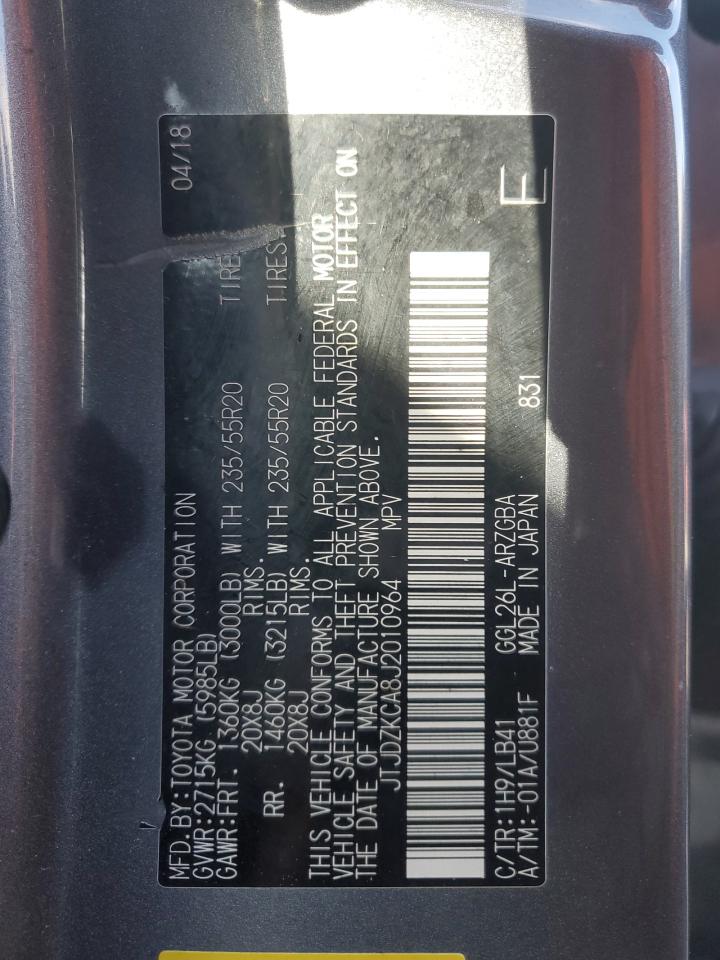 MFD.BY:TOYOTA MOTOR CORPORATION 04/18
GVWR:2715KG (5985LB)
GAWR:FRT. 1360KG (3000LB) WITH 235/55R20 TIRES
20X8J RIMS.
RR. 1460KG (3215LB) WITH 235/55R20 TIRES
20X8J RIMS.
THIS VEHICLE CONFORMS TO ALL APPLICABLE FEDERAL MOTOR
VEHICLE SAFETY AND THEFT PREVENTION STANDARDS IN EFFECT ON
THE DATE OF MANUFACTURE SHOWN ABOVE.
JTJDZKCA8J2010964 MPV
C/TR:1H9/LB41 GGL26L-ARZGBA
A/TM:-01A/U881F MADE IN JAPAN 831 E